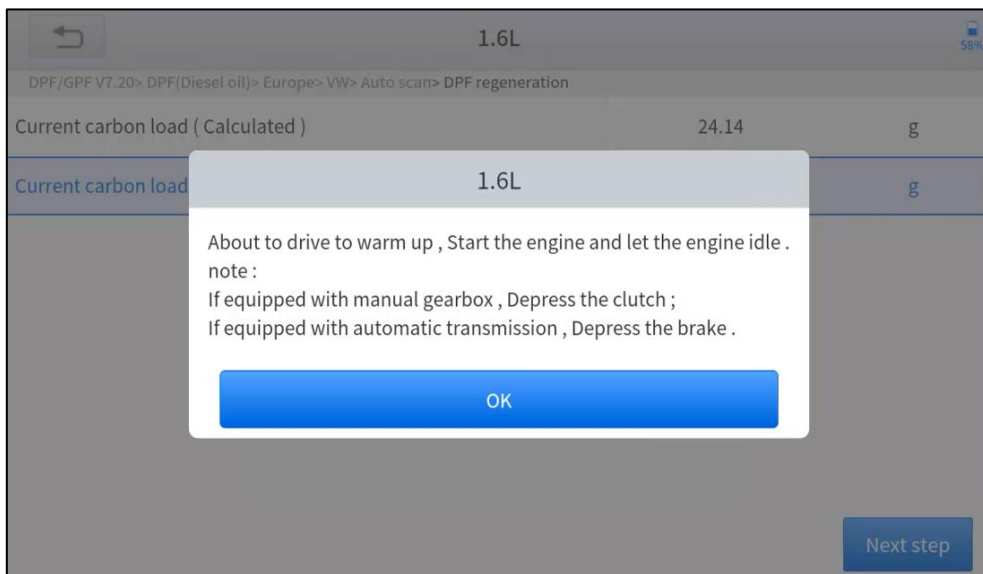 1.6L
58%
DPF/GPF V7.20> DPF(Diesel oil)> Europe> VW> Auto scan> DPF regeneration
Current carbon load ( Calculated ) 24.14 g
Current carbon load g
1.6L
About to drive to warm up , Start the engine and let the engine idle .
note :
If equipped with manual gearbox , Depress the clutch ;
If equipped with automatic transmission , Depress the brake .
OK
Next step